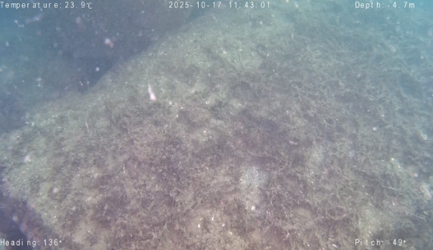 Temperature: 23.9℃
2025-10-17 11:43:01
Depth: 4.7m
Heading: 136°
Pitch: 49°